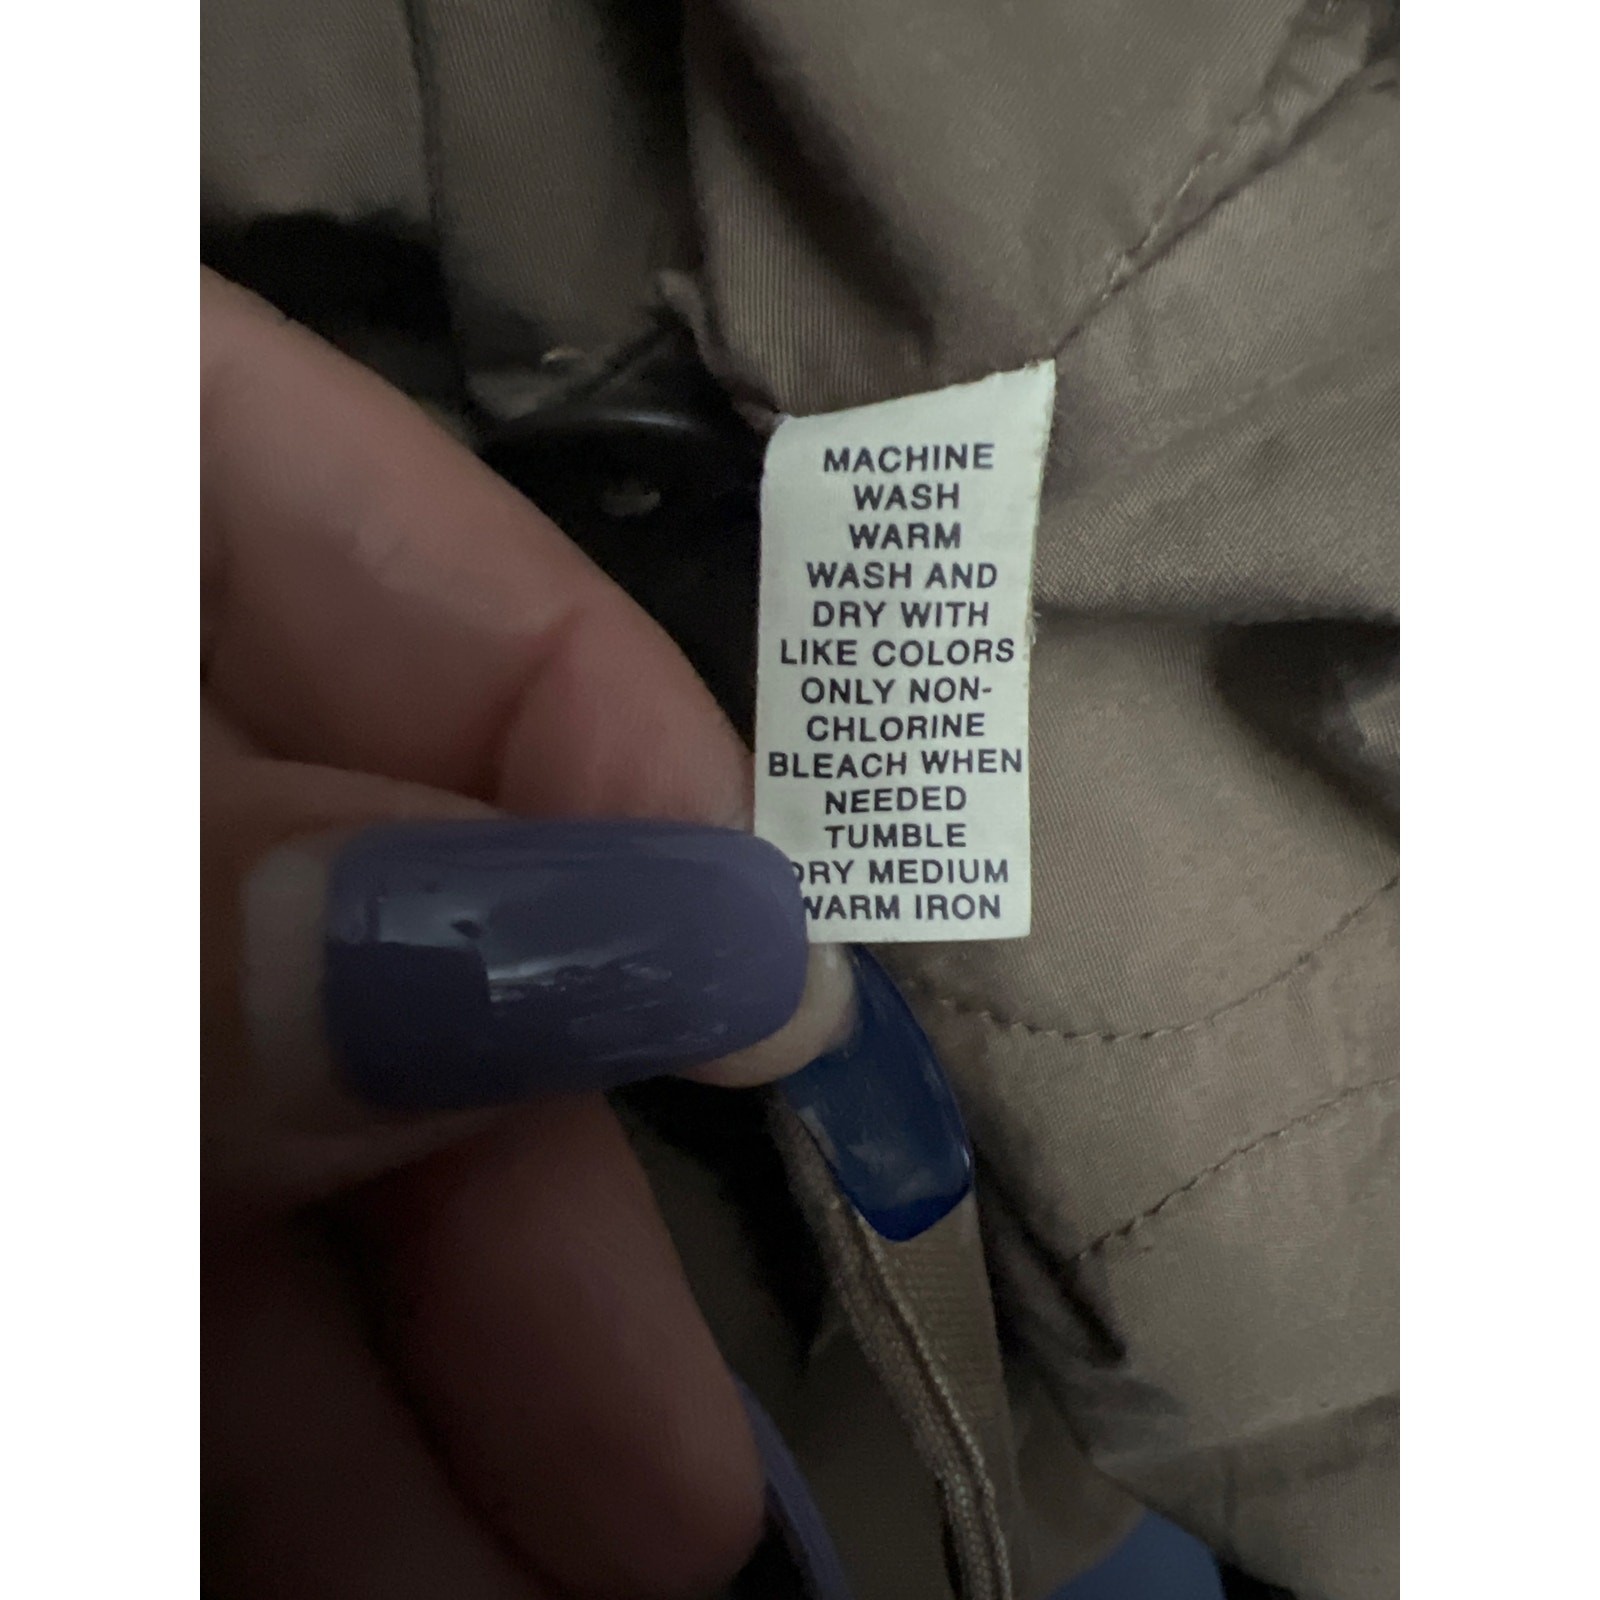 MACHINE
WASH
WARM
WASH AND
DRY WITH
LIKE COLORS
ONLY NON-
CHLORINE
BLEACH WHEN
NEEDED
TUMBLE
DRY MEDIUM
WARM IRON